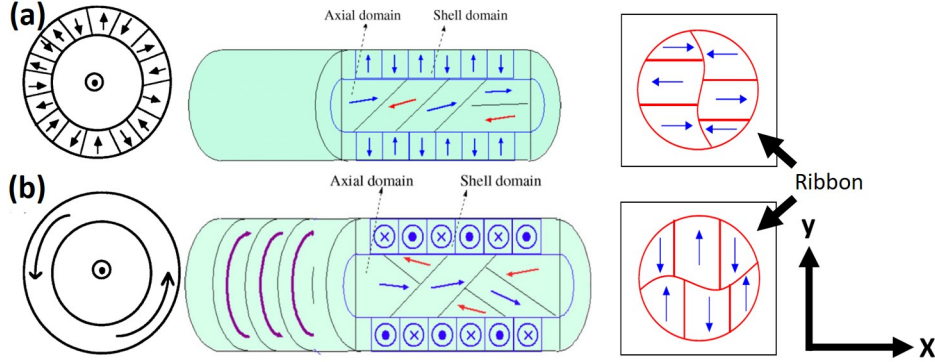 (a)
Axial domain
Shell domain
Ribbon
(b)
Axial domain
Shell domain
y
X